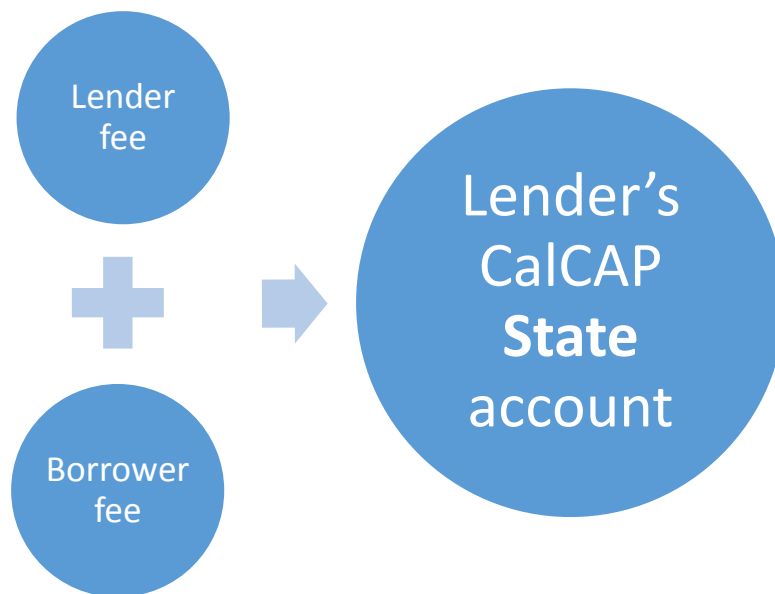 Lender
fee
Borrower
fee
Lender’s
CalCAP
State
account